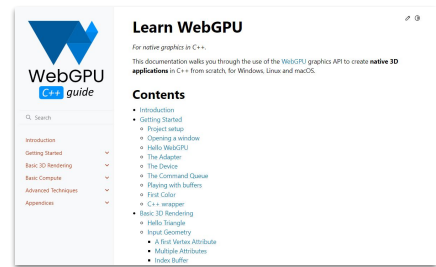 WebGPU
C++ guide
Search
Introduction
Getting Started
Basic 3D Rendering
Basic Compute
Advanced Techniques
Appendices
Learn WebGPU
For native graphics in C++.
This documentation walks you through the use of the WebGPU graphics API to create native 3D
applications in C++ from scratch, for Windows, Linux and macOS.
Contents
• Introduction
• Getting Started
○ Project setup
○ Opening a window
○ Hello WebGPU
○ The Adapter
○ The Device
○ The Command Queue
○ Playing with buffers
○ First Color
○ C++ wrapper
• Basic 3D Rendering
○ Hello Triangle
○ Input Geometry
▪ A first Vertex Attribute
▪ Multiple Attributes
▪ Index Buffer